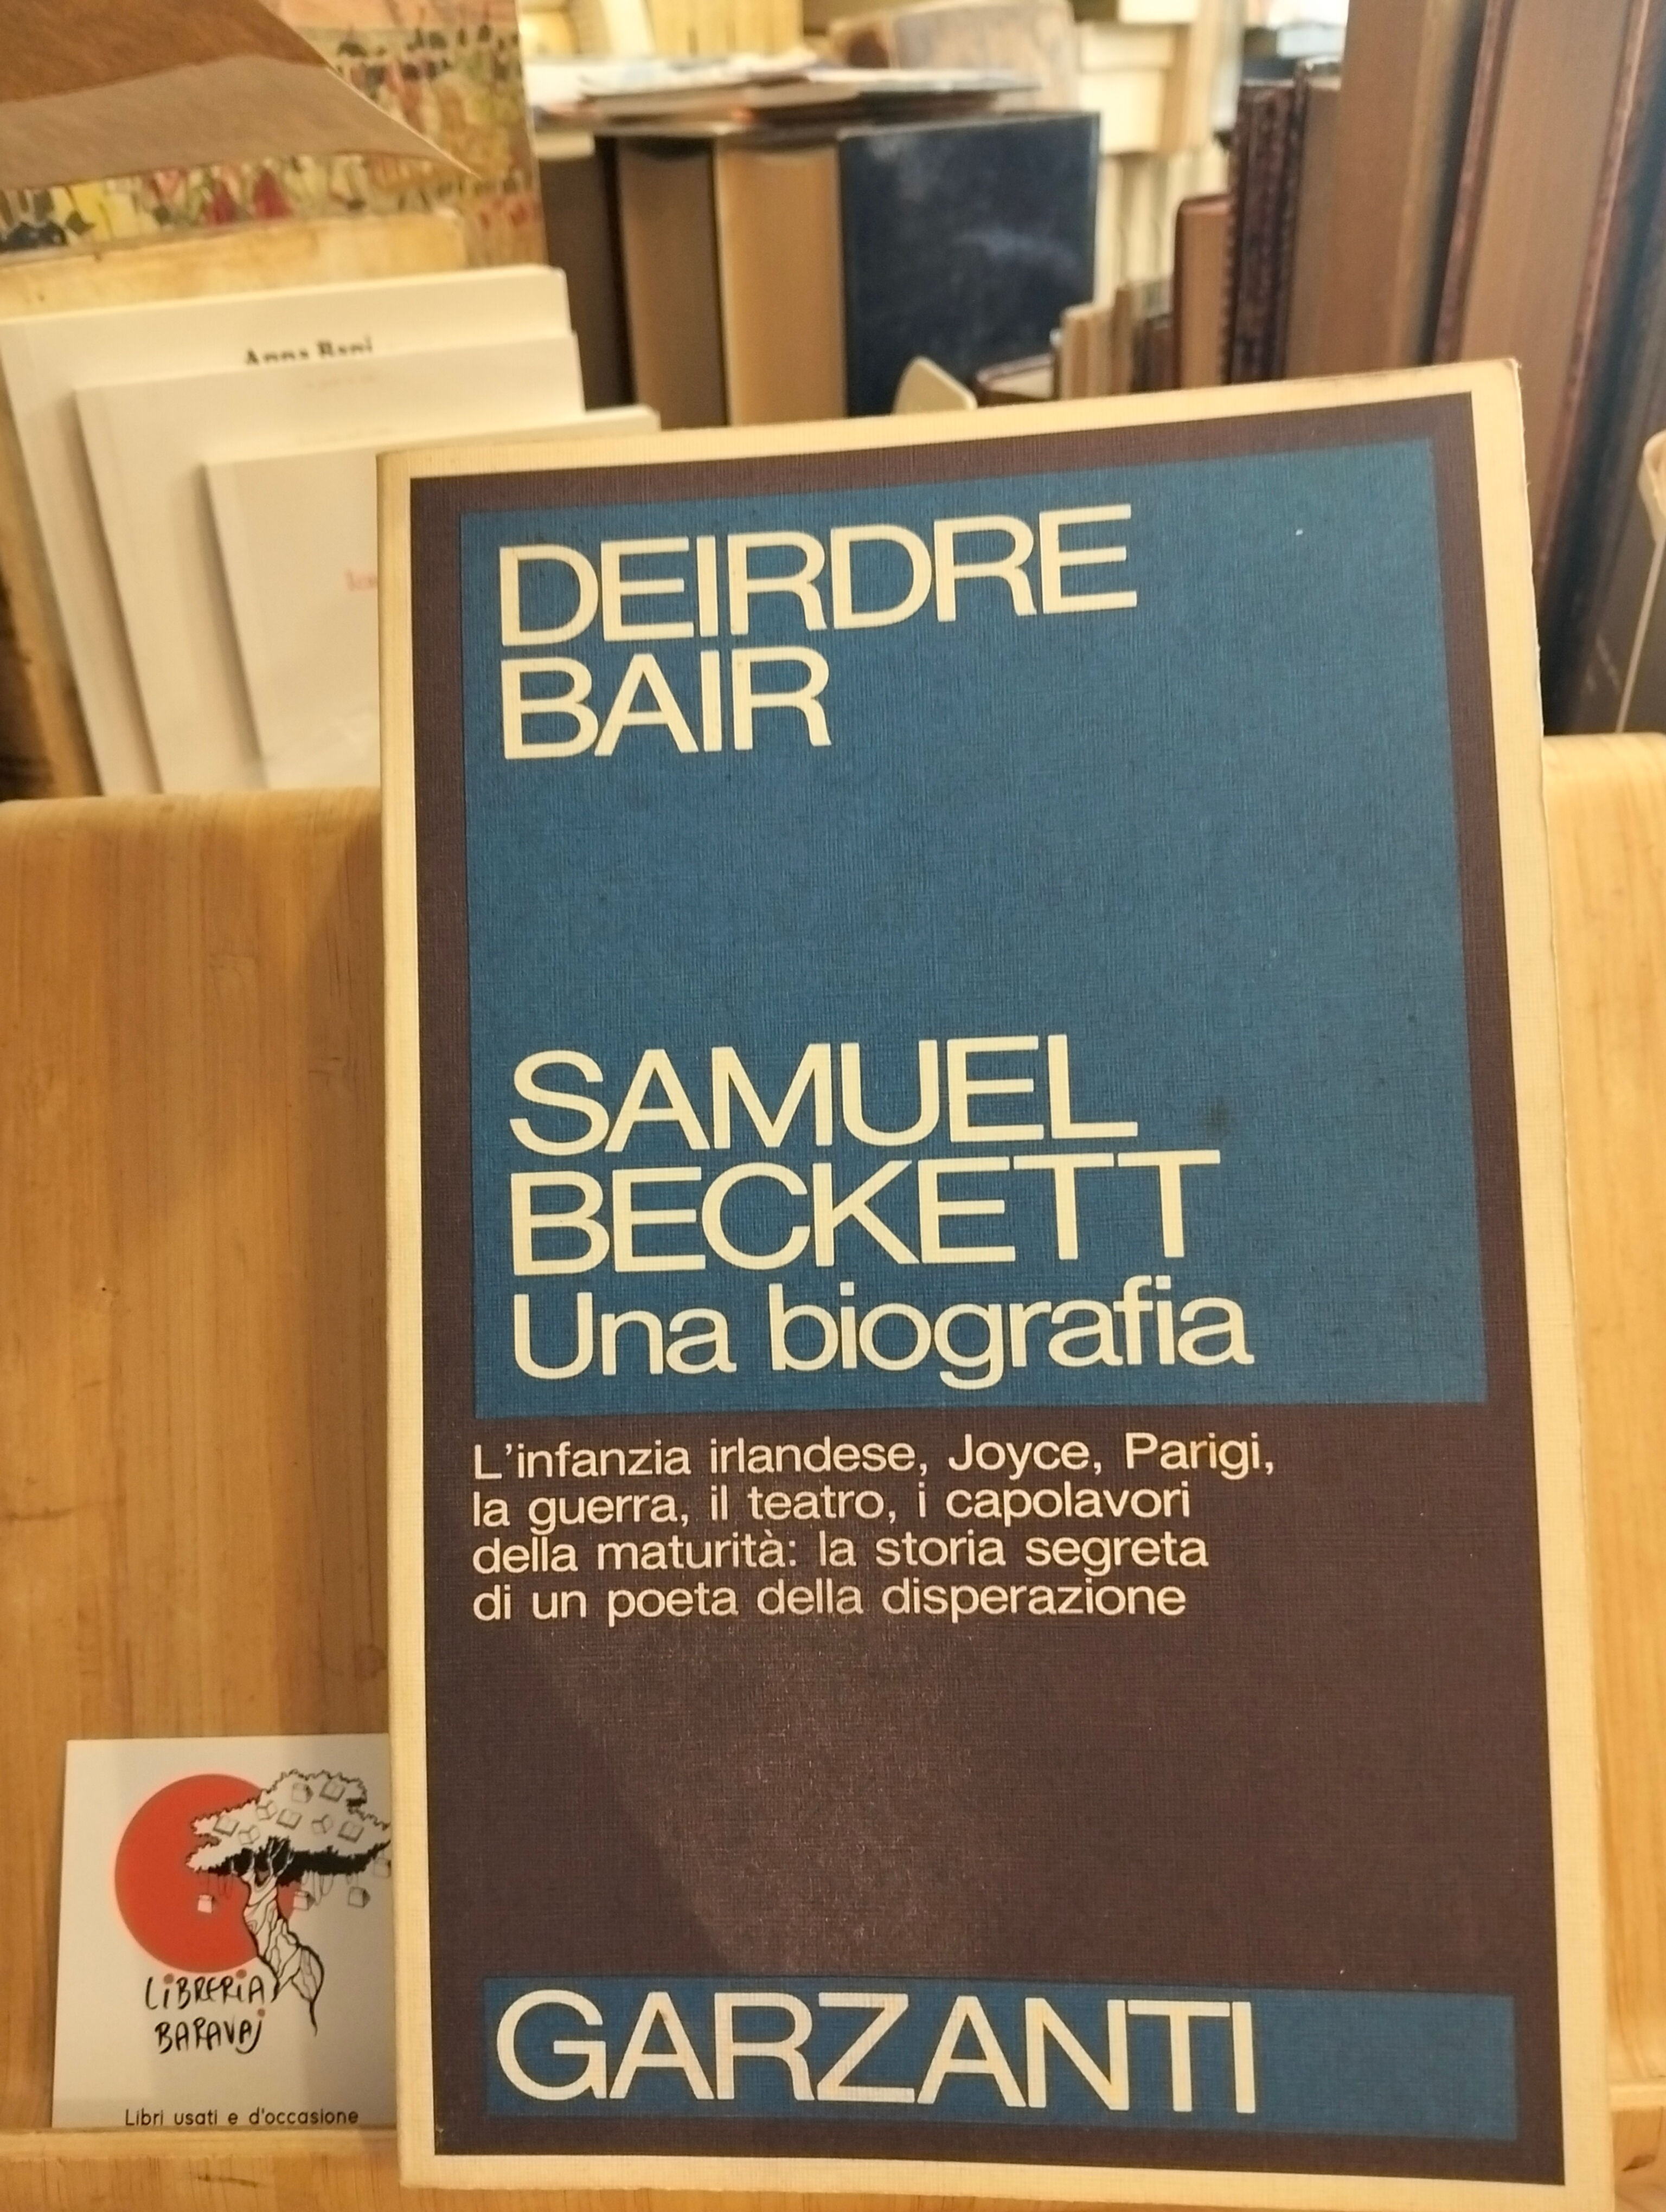 DEIRDRE
BAIR
SAMUEL
BECKETT
Una biografia
L'infanzia irlandese, Joyce, Parigi,
la guerra, il teatro, i capolavori
della maturità: la storia segreta
di un poeta della disperazione
GARZANTI
LIBRERIA
BARAVAJ
Libri usati e d'occasione